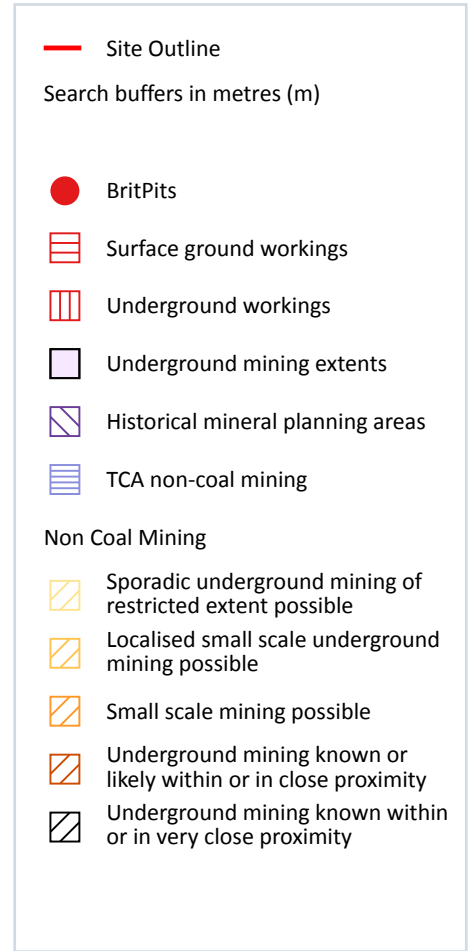 Site Outline
Search buffers in metres (m)
BritPits
Surface ground workings
Underground workings
Underground mining extents
Historical mineral planning areas
TCA non-coal mining
Non Coal Mining
Sporadic underground mining of
restricted extent possible
Localised small scale underground
mining possible
Small scale mining possible
Underground mining known or
likely within or in close proximity
Underground mining known within
or in very close proximity